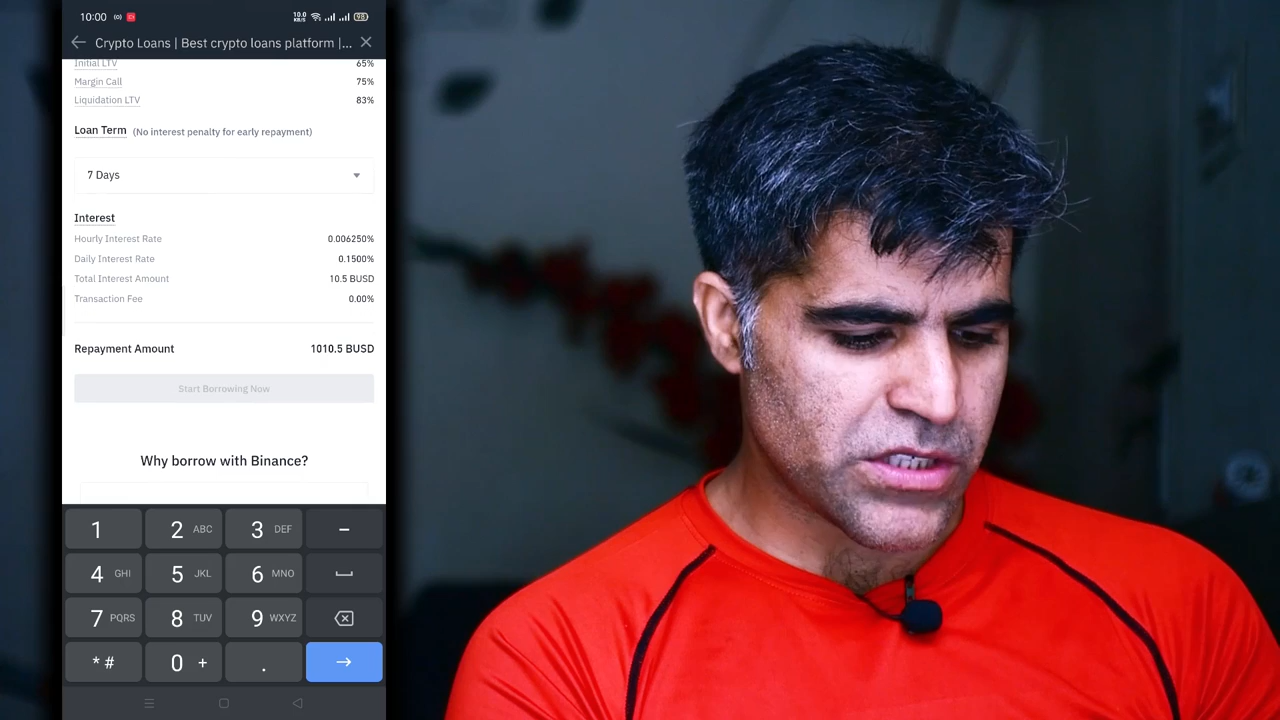 10:00 10.0 KB/S 98
Crypto Loans | Best crypto loans platform |...
Initial LTV 65%
Margin Call 75%
Liquidation LTV 83%
Loan Term (No interest penalty for early repayment)
7 Days
Interest
Hourly Interest Rate 0.006250%
Daily Interest Rate 0.1500%
Total Interest Amount 10.5 BUSD
Transaction Fee 0.00%
Repayment Amount 1010.5 BUSD
Start Borrowing Now
Why borrow with Binance?
1 2 ABC 3 DEF -
4 GHI 5 JKL 6 MNO
7 PQRS 8 TUV 9 WXYZ
* # 0 + .